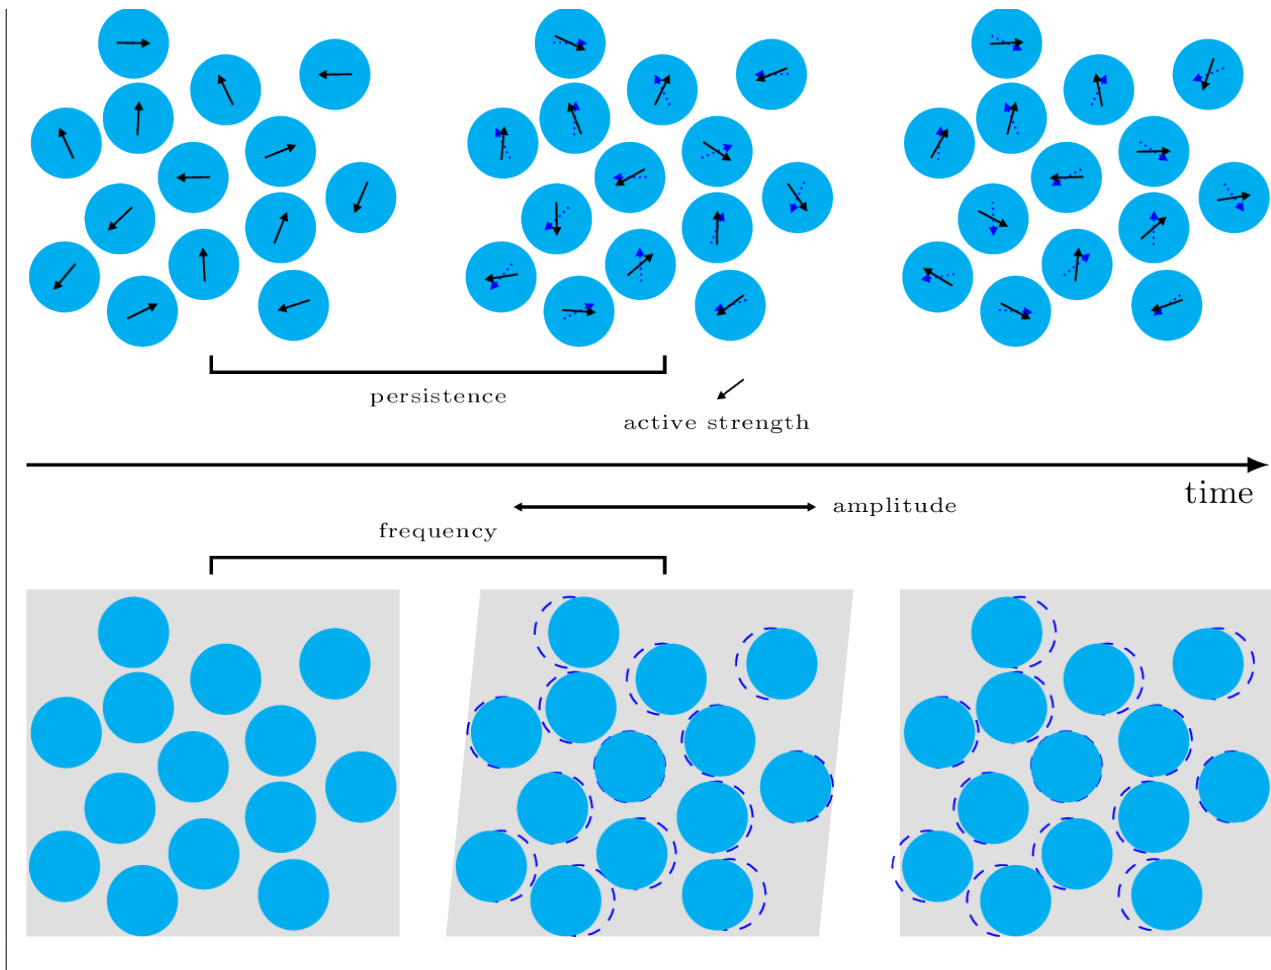 persistence
active strength
time
amplitude
frequency